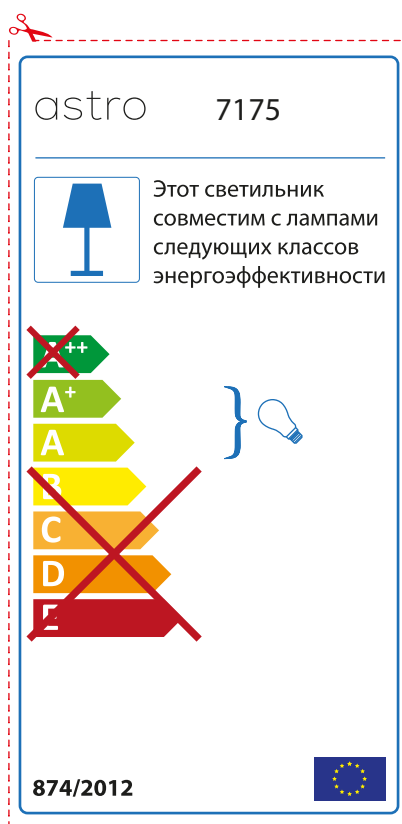 astro 7175
Этот светильник
совместим с лампами
следующих классов
энергоэффективности
A++
A+
A
B
C
D
E
874/2012